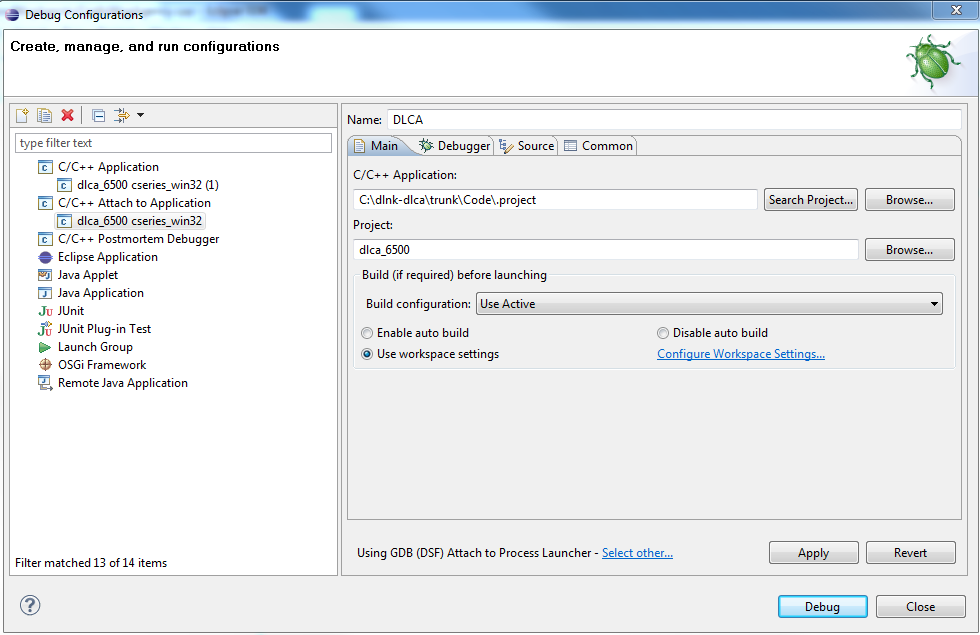 Debug Configurations
Create, manage, and run configurations
type filter text
C/C++ Application
dlca_6500 cseries_win32 (1)
C/C++ Attach to Application
dlca_6500 cseries_win32
C/C++ Postmortem Debugger
Eclipse Application
Java Applet
Java Application
JUnit
JUnit Plug-in Test
Launch Group
OSGi Framework
Remote Java Application
Filter matched 13 of 14 items
Name: DLCA
Main Debugger Source Common
C/C++ Application:
C:\dlnk-dlca\trunk\Code\.project Search Project... Browse...
Project:
dlca_6500 Browse...
Build (if required) before launching
Build configuration: Use Active
Enable auto build Disable auto build
Use workspace settings Configure Workspace Settings...
Using GDB (DSF) Attach to Process Launcher - Select other... Apply Revert
Debug Close